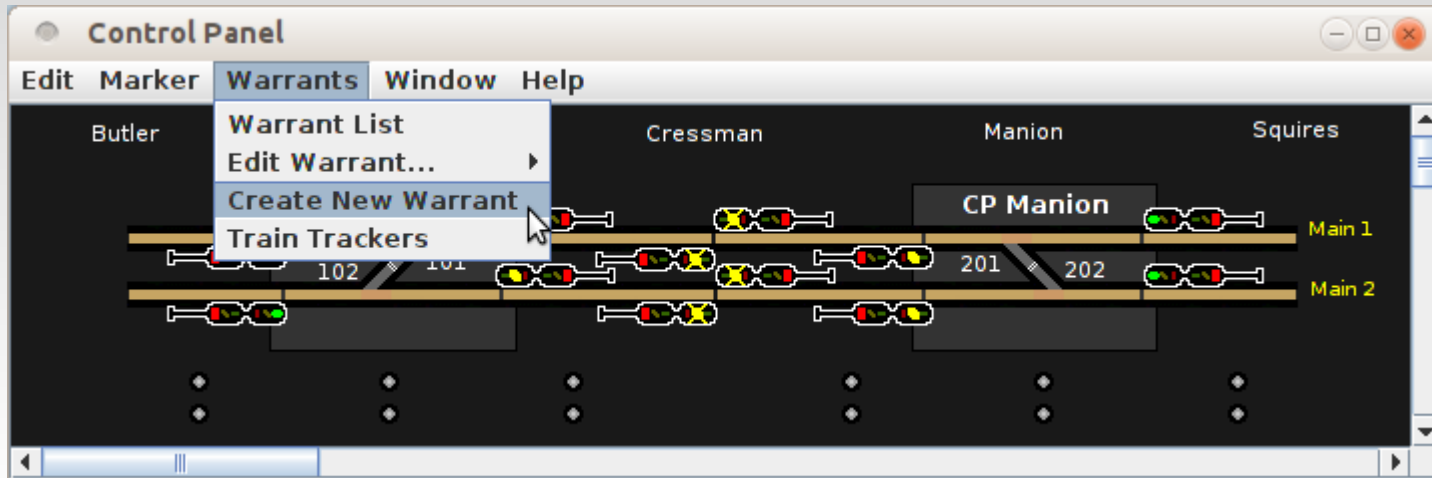 Control Panel
Edit Marker Warrants Window Help
Butler Cressman Manion Squires
Warrant List
Edit Warrant...
Create New Warrant
Train Trackers
CP Manion
Main 1
102 101 201 202
Main 2